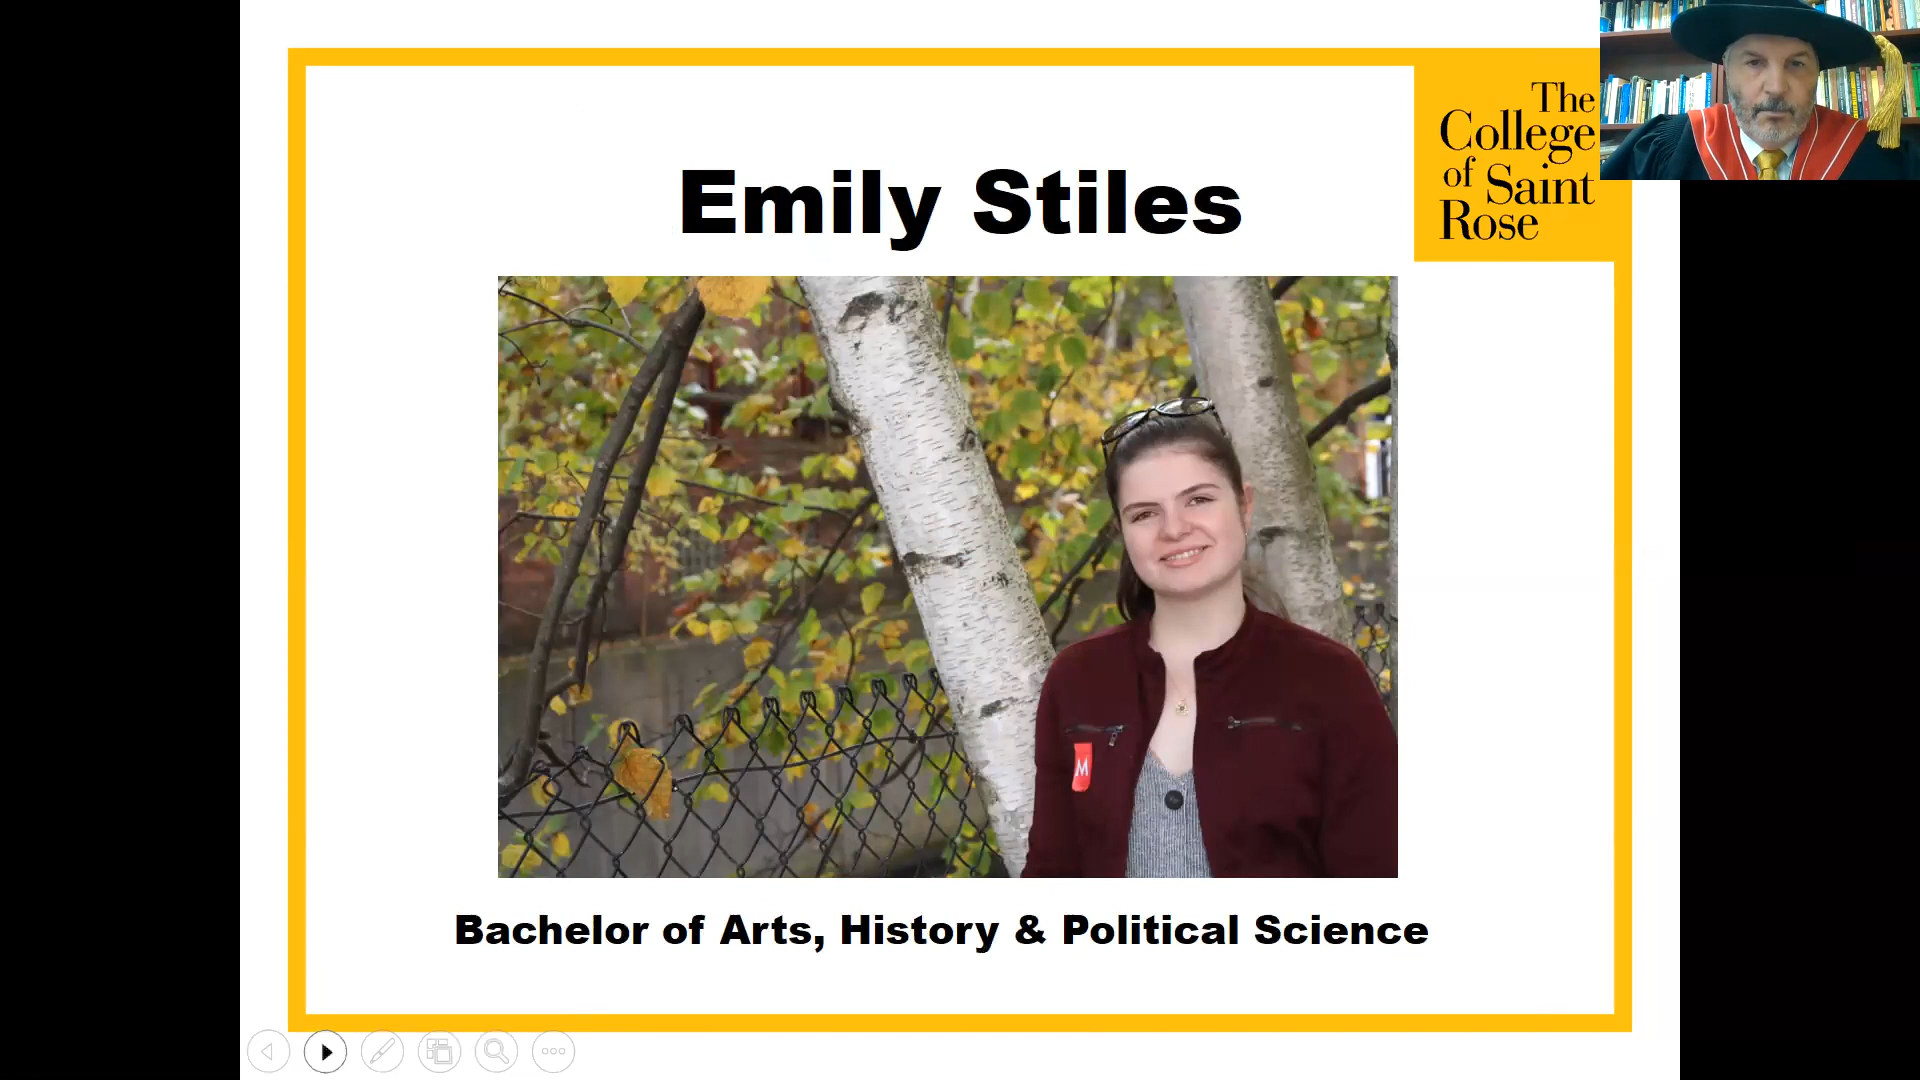 Emily Stiles
The
College
of Saint
Rose
M
Bachelor of Arts, History & Political Science